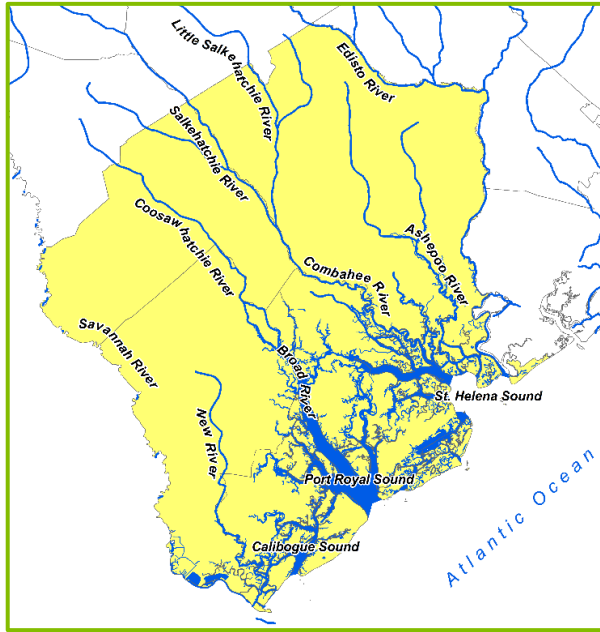 Little Salkehatchie River
Edisto River
Salkehatchie River
Coosawhatchie River
Ashepoo River
Combahee River
Savannah River
Broad River
New River
St. Helena Sound
Port Royal Sound
Calibogue Sound
Atlantic Ocean